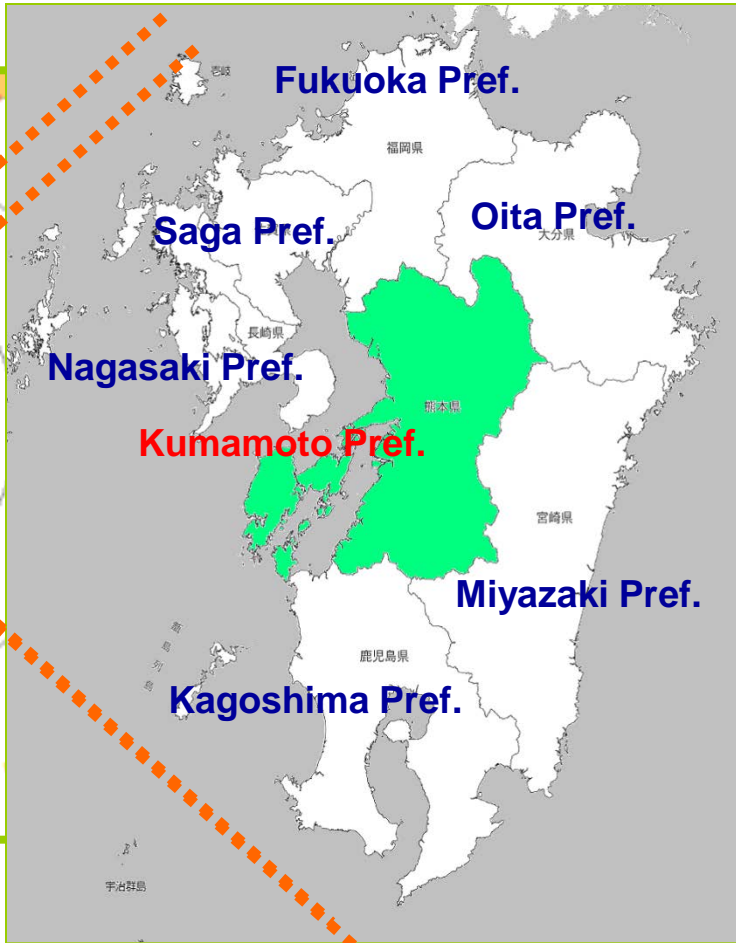 壱岐
Fukuoka Pref.
福岡県
Saga Pref.
Oita Pref.
大分県
長崎県
Nagasaki Pref.
熊本県
Kumamoto Pref.
宮崎県
Miyazaki Pref.
鹿児島県
Kagoshima Pref.
宇治群島